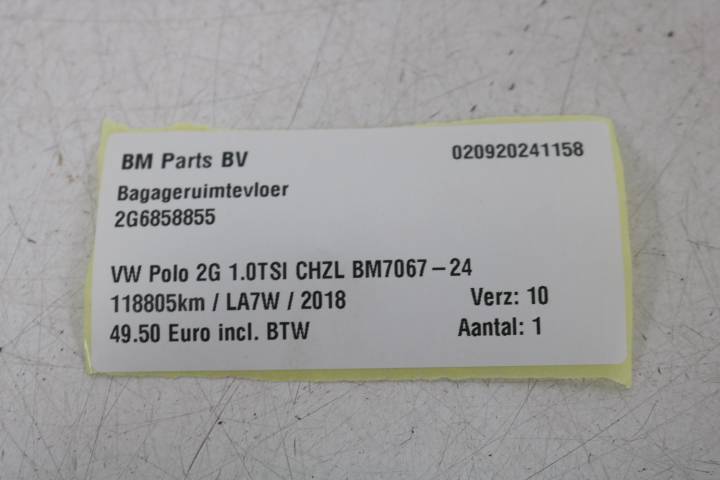 BM Parts BV 020920241158
Bagageruimtevloer
2G6858855
VW Polo 2G 1.0TSI CHZL BM7067-24
118805km / LA7W / 2018 Verz: 10
49.50 Euro incl. BTW Aantal: 1